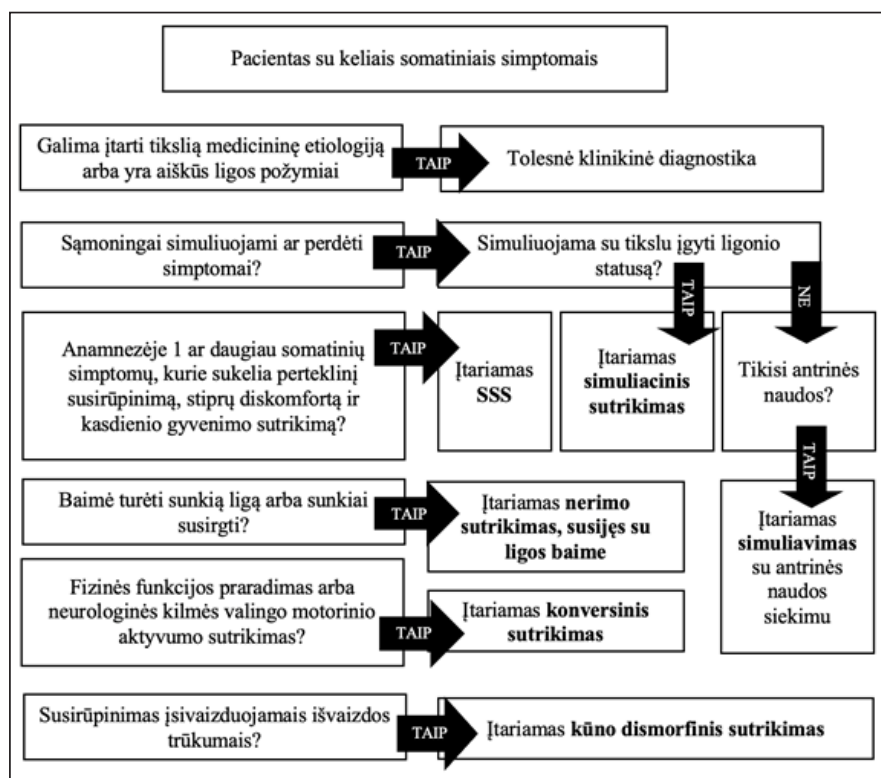 Pacientas su keliais somatiniais simptomais
Galima įtarti tikslią medicininę etiologiją
arba yra aiškūs ligos požymiai
TAIP
Tolesnė klinikinė diagnostika
Sąmoningai simuliuojami ar perdėti
simptomai?
TAIP
Simuliuojama su tikslu įgyti ligonio
statusą?
TAIP
NE
Anamnezėje 1 ar daugiau somatinių
simptomų, kurie sukelia perteklinį
susirūpinimą, stiprų diskomfortą ir
kasdienio gyvenimo sutrikimą?
TAIP
Įtariamas
SSS
Įtariamas
simuliacinis
sutrikimas
Tikisi antrinės
naudos?
TAIP
Baimė turėti sunkią ligą arba sunkiai
susirgti?
TAIP
Įtariamas nerimo
sutrikimas, susijęs su
ligos baime
Įtariamas
simuliavimas
su antrinės
naudos
siekimu
Fizinės funkcijos praradimas arba
neurologinės kilmės valingo motorinio
aktyvumo sutrikimas?
TAIP
Įtariamas konversinis
sutrikimas
Susirūpinimas įsivaizduojamais išvaizdos
trūkumais?
TAIP
Įtariamas kūno dismorfinis sutrikimas